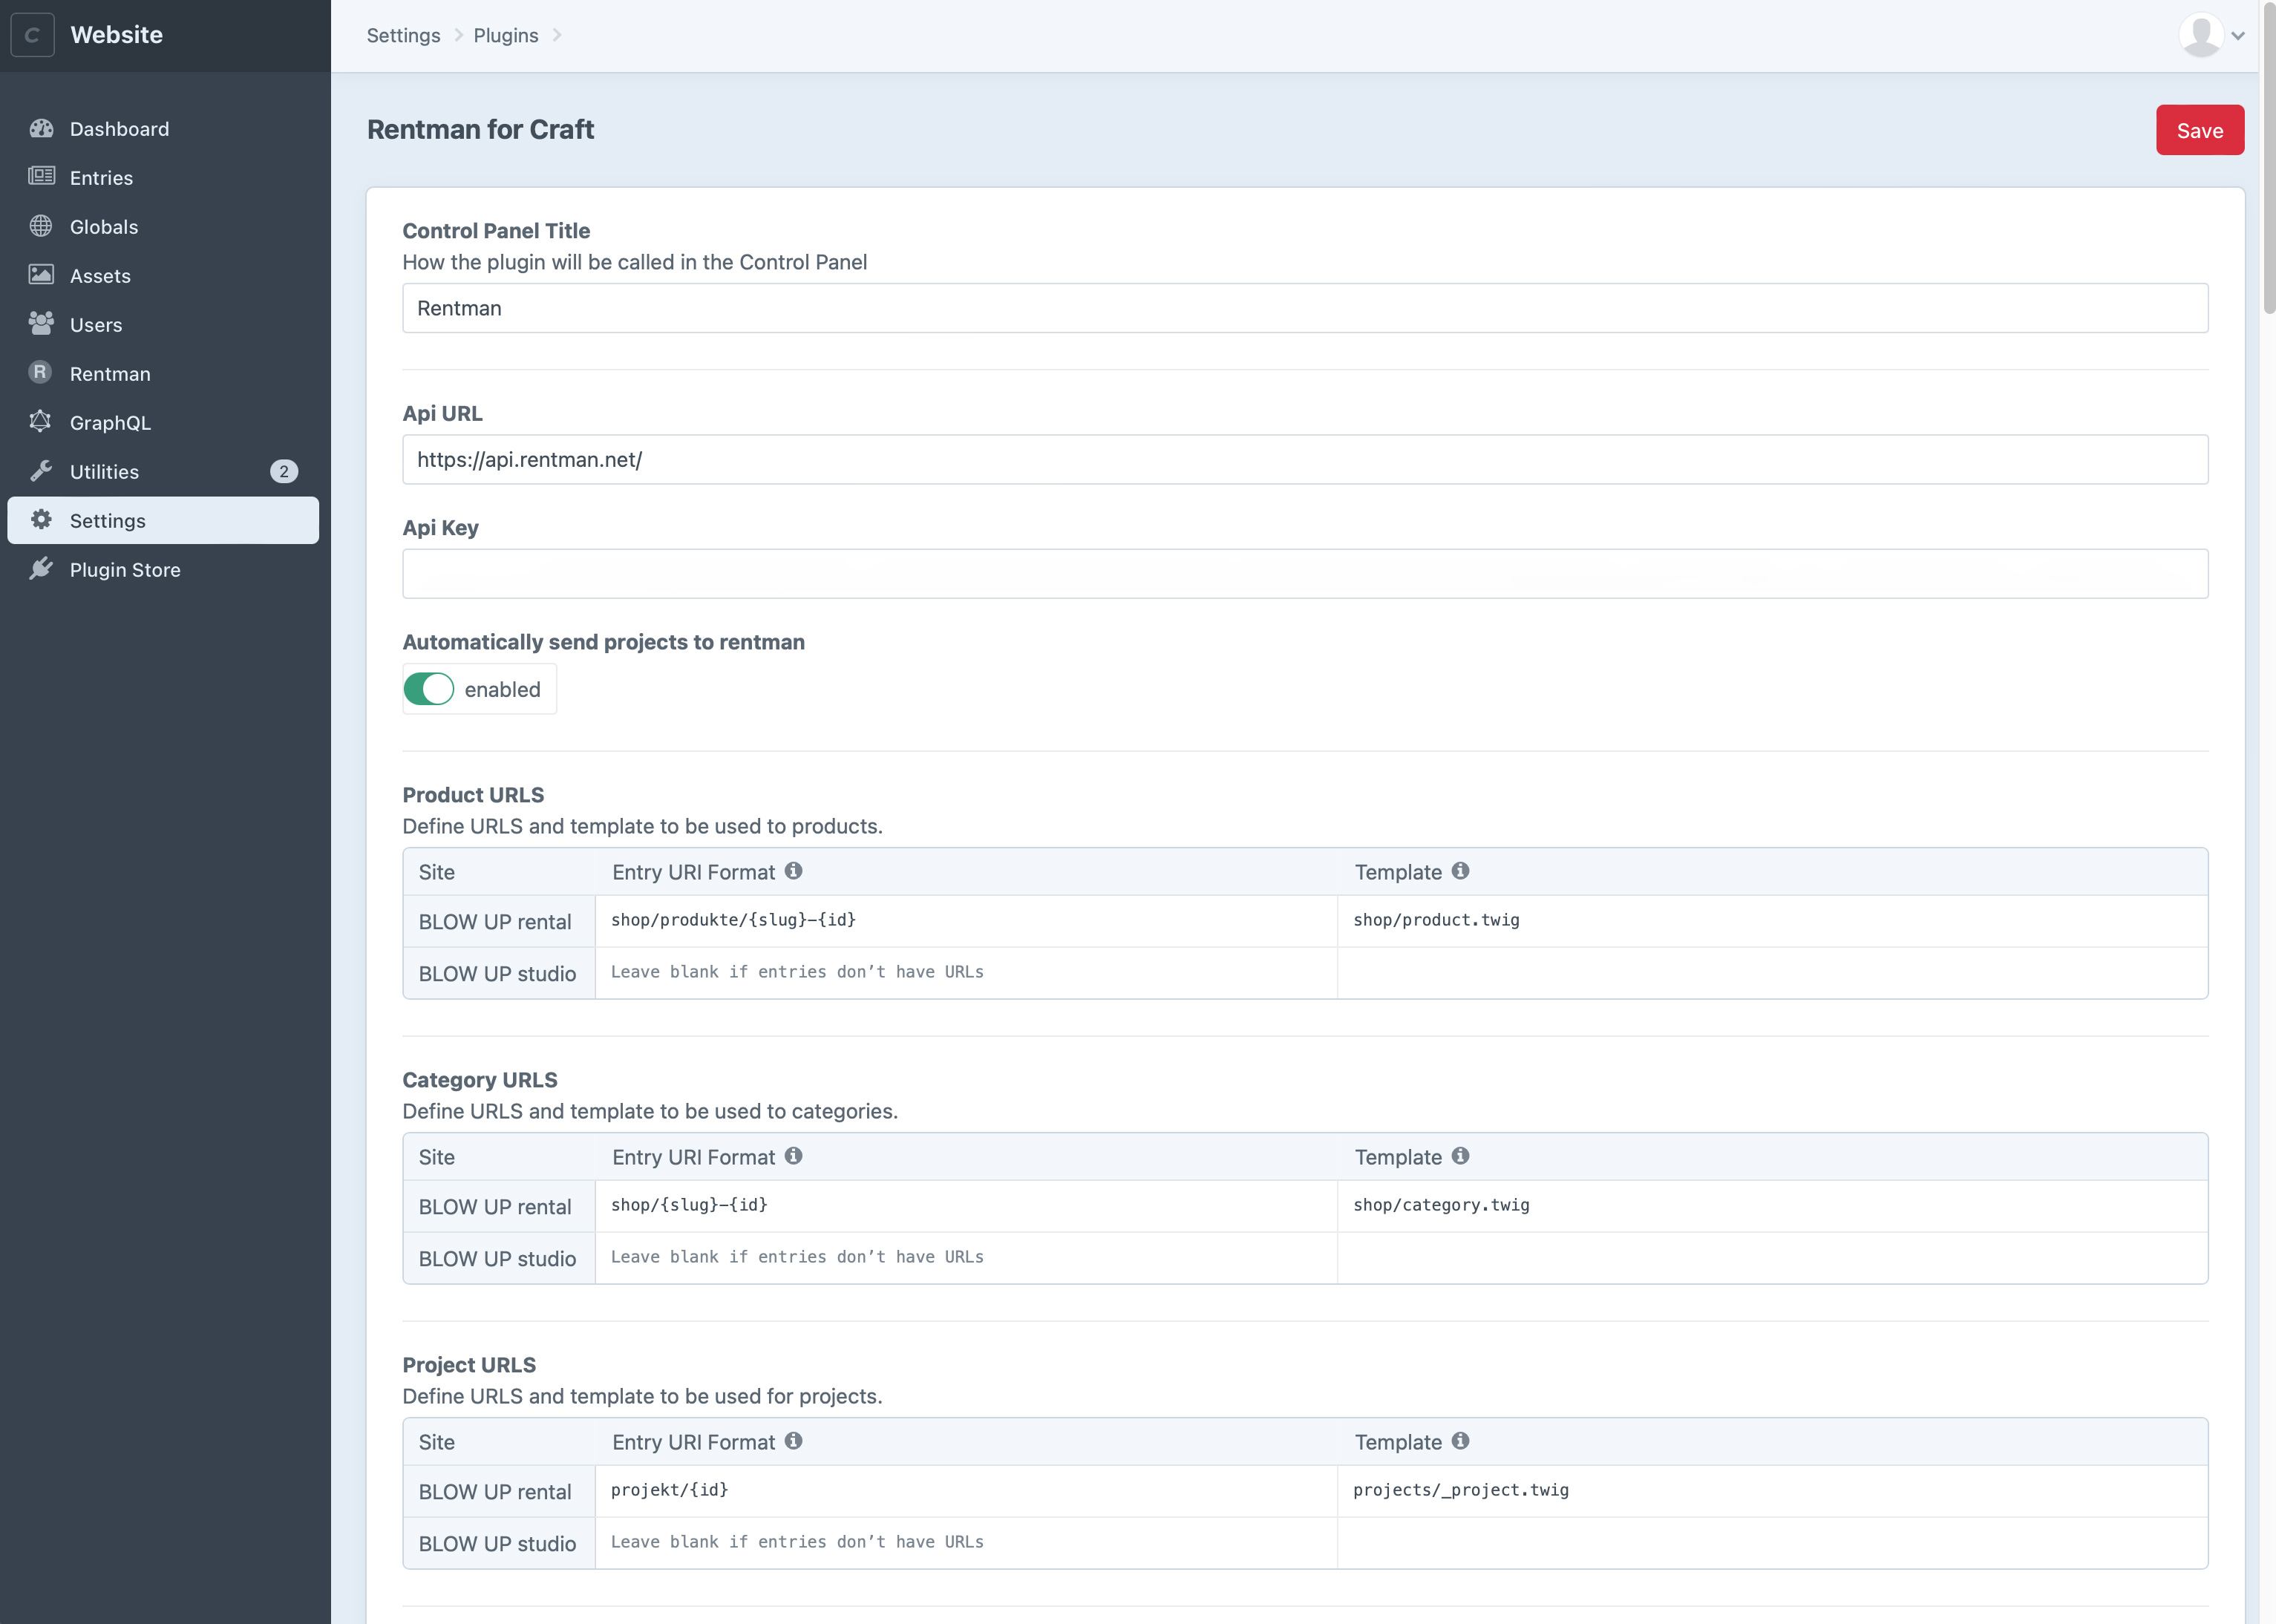 C Website
Settings Plugins
Dashboard
Entries
Globals
Assets
Users
R Rentman
GraphQL
Utilities 2
Settings
Plugin Store
Rentman for Craft
Save
Control Panel Title
How the plugin will be called in the Control Panel
Rentman
Api URL
https://api.rentman.net/
Api Key
Automatically send projects to rentman
enabled
Product URLS
Define URLS and template to be used to products.
Site Entry URI Format Template
BLOW UP rental shop/produkte/{slug}-{id} shop/product.twig
BLOW UP studio Leave blank if entries don’t have URLs
Category URLS
Define URLS and template to be used to categories.
Site Entry URI Format Template
BLOW UP rental shop/{slug}-{id} shop/category.twig
BLOW UP studio Leave blank if entries don’t have URLs
Project URLS
Define URLS and template to be used for projects.
Site Entry URI Format Template
BLOW UP rental projekt/{id} projects/_project.twig
BLOW UP studio Leave blank if entries don’t have URLs